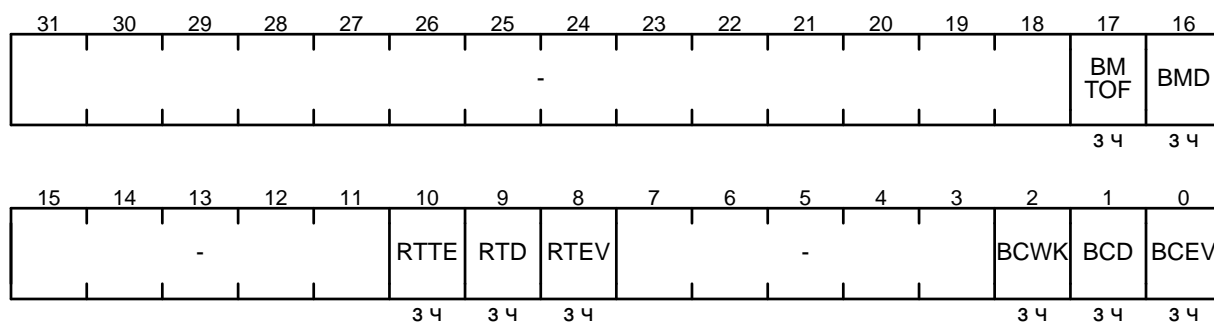 31 30 29 28 27 26 25 24 23 22 21 20 19 18 17 16
- BM TOF BMD
з ч з ч
15 14 13 12 11 10 9 8 7 6 5 4 3 2 1 0
- RTTE RTD RTEV - BCWK BCD BCEV
з ч з ч з ч з ч з ч з ч